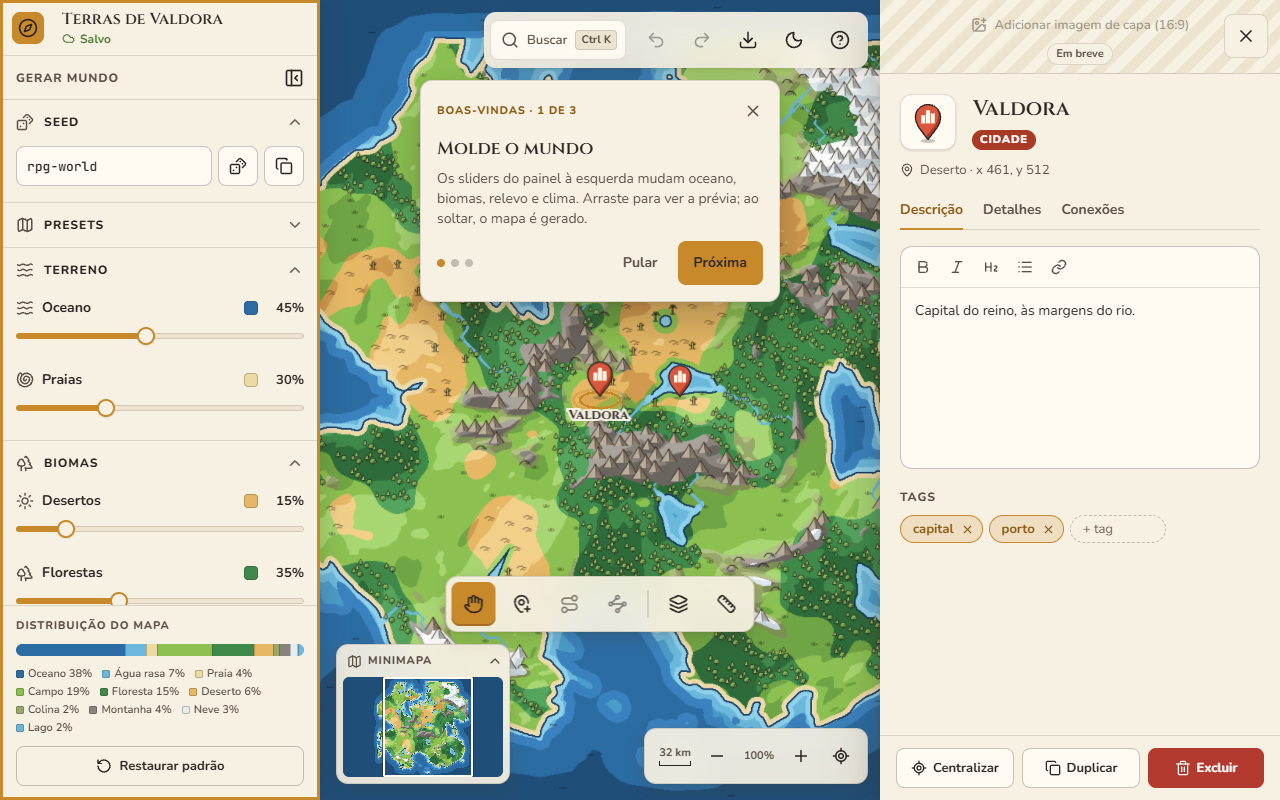 Terras de Valdora
Salvo
GERAR MUNDO
SEED
rpg-world
PRESETS
TERRENO
Oceano 45%
Praias 30%
BIOMAS
Desertos 15%
Florestas 35%
DISTRIBUIÇÃO DO MAPA
Oceano 38% Água rasa 7% Praia 4%
Campo 19% Floresta 15% Deserto 6%
Colina 2% Montanha 4% Neve 3%
Lago 2%
Restaurar padrão
Buscar Ctrl K
BOAS-VINDAS · 1 DE 3
Molde o mundo
Os sliders do painel à esquerda mudam oceano,
biomas, relevo e clima. Arraste para ver a prévia; ao
soltar, o mapa é gerado.
Pular Próxima
Valdora
MINIMAPA
32 km 100%
Adicionar imagem de capa (16:9)
Em breve
Valdora
CIDADE
Deserto · x 461, y 512
Descrição Detalhes Conexões
B I H2
Capital do reino, às margens do rio.
TAGS
capital porto + tag
Centralizar Duplicar Excluir